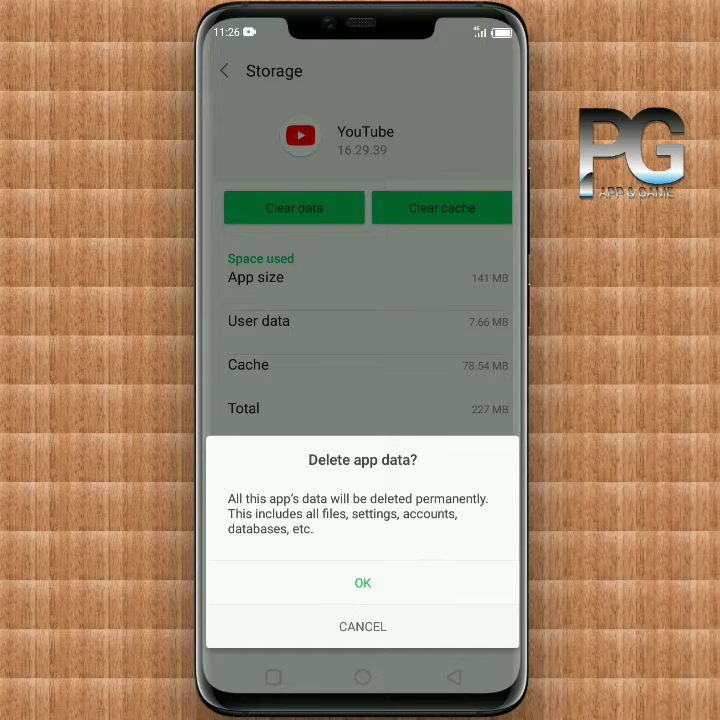 11:26
4G
Storage
YouTube
16.29.39
Clear data
Clear cache
Space used
App size
141 MB
User data
7.66 MB
Cache
78.54 MB
Total
227 MB
Delete app data?
All this app's data will be deleted permanently.
This includes all files, settings, accounts,
databases, etc.
OK
CANCEL
PG
APP & GAME